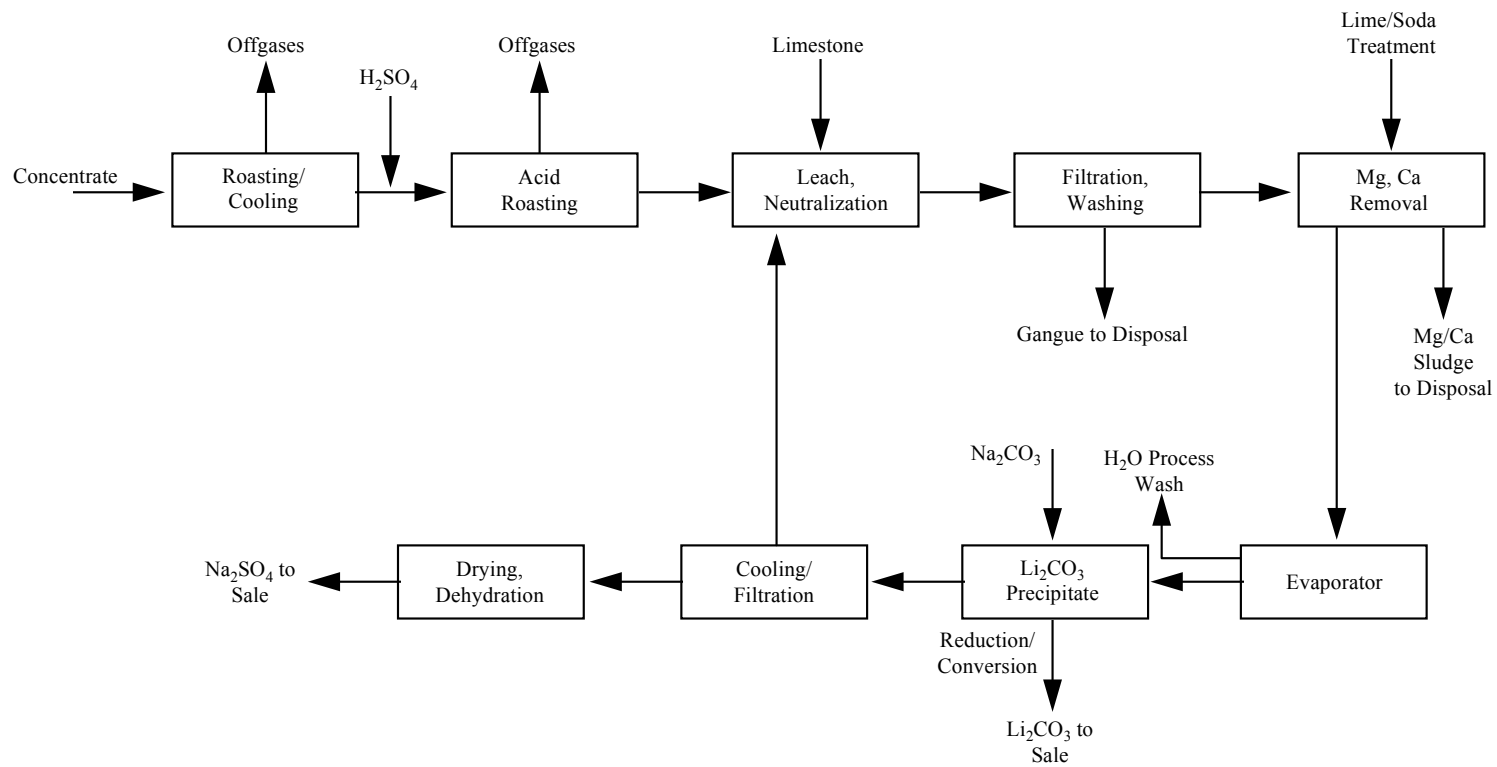 Offgases
H₂SO₄
Offgases
Limestone
Lime/Soda
Treatment
Concentrate
Roasting/
Cooling
Acid
Roasting
Leach,
Neutralization
Filtration,
Washing
Mg, Ca
Removal
Gangue to Disposal
Mg/Ca
Sludge
to Disposal
Na₂CO₃
H₂O Process
Wash
Na₂SO₄ to
Sale
Drying,
Dehydration
Cooling/
Filtration
Li₂CO₃
Precipitate
Evaporator
Reduction/
Conversion
Li₂CO₃ to
Sale